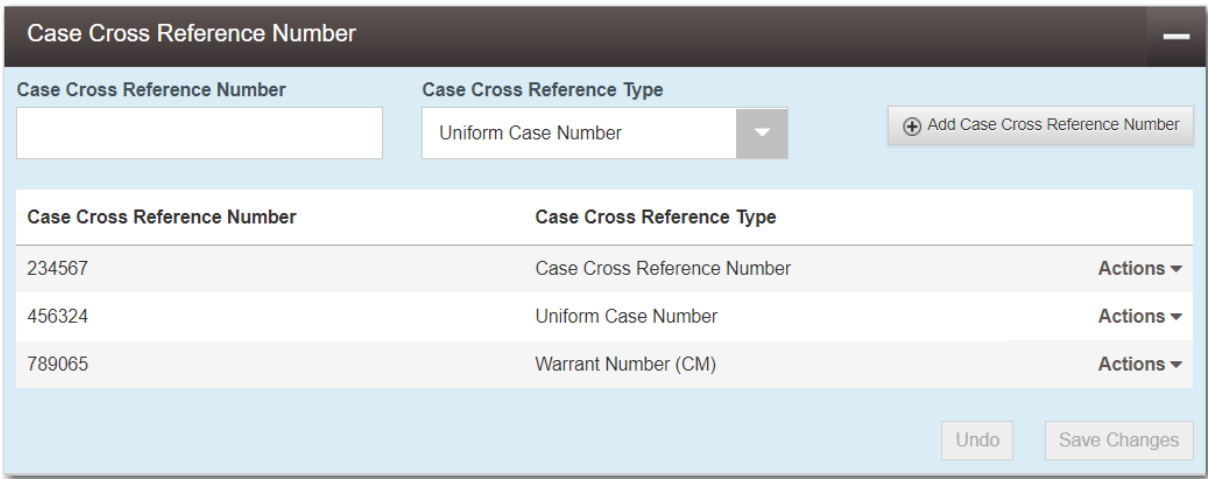 Case Cross Reference Number
Case Cross Reference Number Case Cross Reference Type
Uniform Case Number
Add Case Cross Reference Number
Case Cross Reference Number Case Cross Reference Type
234567 Case Cross Reference Number Actions
456324 Uniform Case Number Actions
789065 Warrant Number (CM) Actions
Undo Save Changes